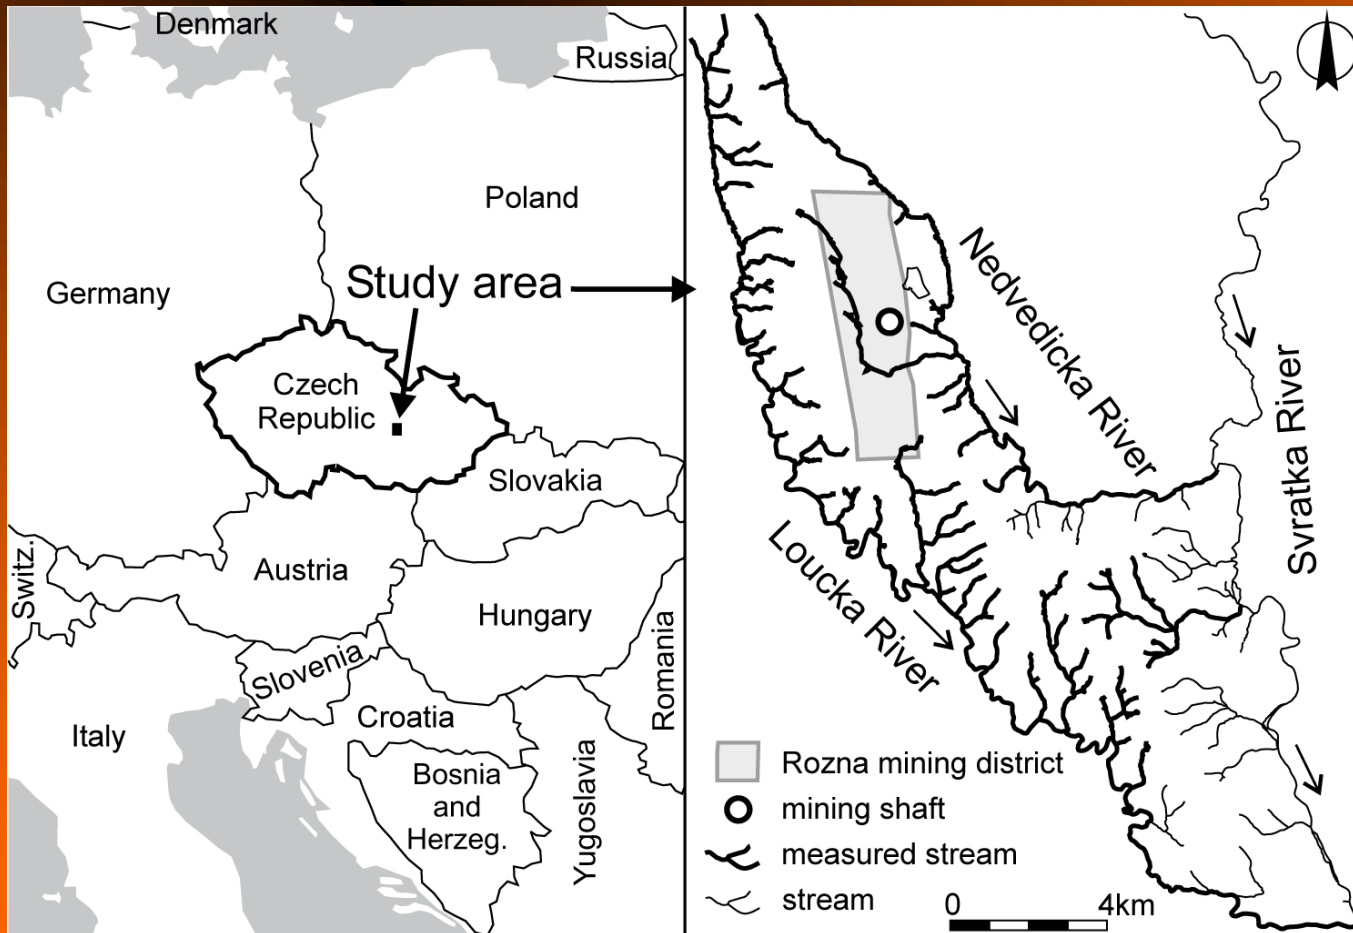 Denmark
Russia
Poland
Study area
Germany
Czech
Republic
Slovakia
Austria
Switz.
Hungary
Slovenia
Romania
Croatia
Italy
Bosnia
and
Herzeg.
Yugoslavia
Nedvedicka River
Svratka River
Loucka River
Rozna mining district
mining shaft
measured stream
stream
0 4km